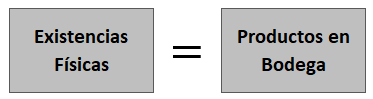 Existencias
Físicas
=
Productos en
Bodega